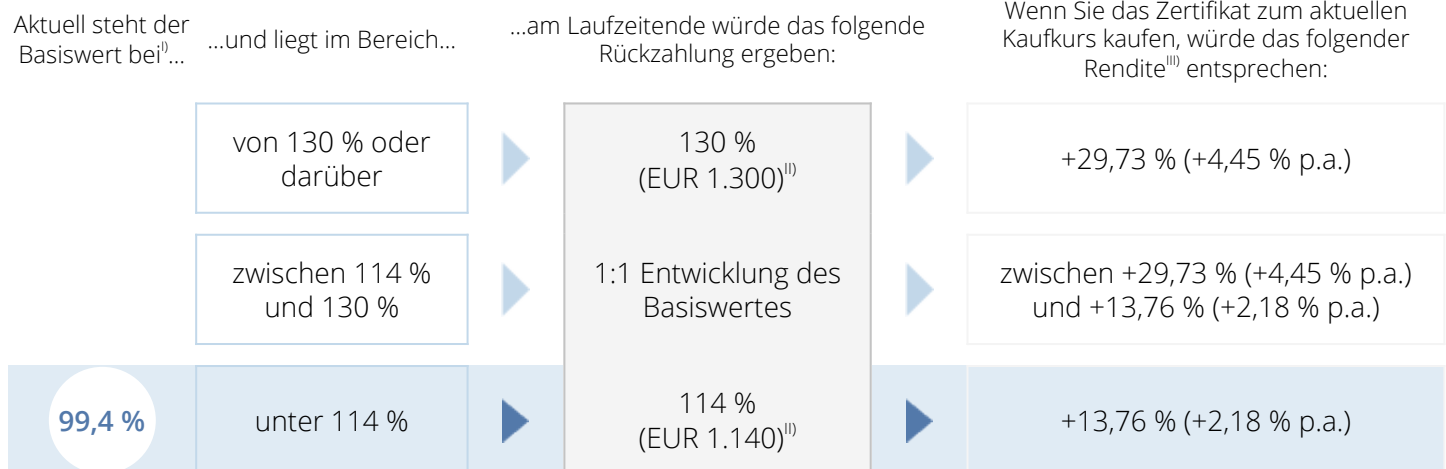 Aktuell steht der
Basiswert bei^I)...
...und liegt im Bereich...
...am Laufzeitende würde das folgende
Rückzahlung ergeben:
Wenn Sie das Zertifikat zum aktuellen
Kaufkurs kaufen, würde das folgender
Rendite^III) entsprechen:
von 130 % oder
darüber
130 %
(EUR 1.300)^II)
+29,73 % (+4,45 % p.a.)
zwischen 114 %
und 130 %
1:1 Entwicklung des
Basiswertes
zwischen +29,73 % (+4,45 % p.a.)
und +13,76 % (+2,18 % p.a.)
99,4 %
unter 114 %
114 %
(EUR 1.140)^II)
+13,76 % (+2,18 % p.a.)